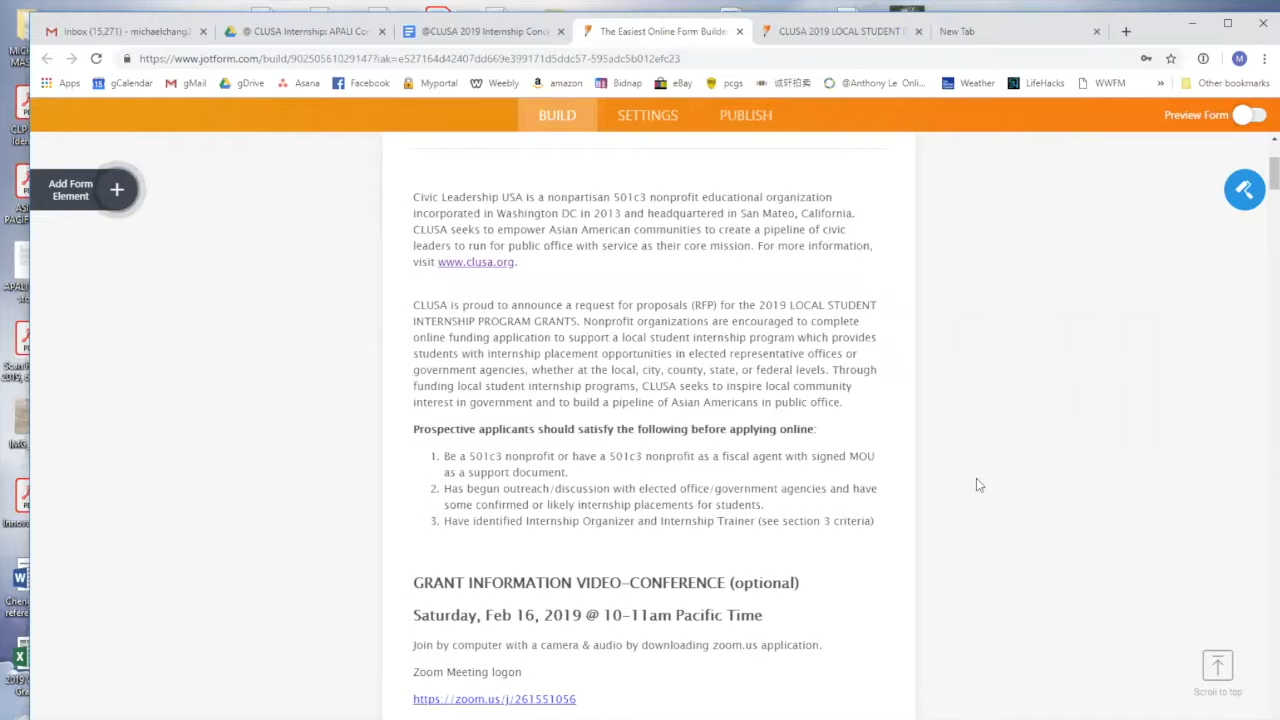 Inbox (15,271) - michaelchang2
@ CLUSA Internship: APALI Con
@CLUSA 2019 Internship Conce
The Easiest Online Form Builder
CLUSA 2019 LOCAL STUDENT I
New Tab
https://www.jotform.com/build/90250561029147?iak=e527164d42407dd669e399171d5ddc57-595adc5b012efc23
Apps
gCalendar
gMail
gDrive
Asana
Facebook
Myportal
Weebly
amazon
Bidnap
eBay
pcgs
诚轩拍卖
@Anthony Le Onli...
Weather
LifeHacks
WWFM
»
Other bookmarks
BUILD
SETTINGS
PUBLISH
Preview Form
Add Form
Element
Civic Leadership USA is a nonpartisan 501c3 nonprofit educational organization
incorporated in Washington DC in 2013 and headquartered in San Mateo, California.
CLUSA seeks to empower Asian American communities to create a pipeline of civic
leaders to run for public office with service as their core mission. For more information,
visit www.clusa.org.
CLUSA is proud to announce a request for proposals (RFP) for the 2019 LOCAL STUDENT
INTERNSHIP PROGRAM GRANTS. Nonprofit organizations are encouraged to complete
online funding application to support a local student internship program which provides
students with internship placement opportunities in elected representative offices or
government agencies, whether at the local, city, county, state, or federal levels. Through
funding local student internship programs, CLUSA seeks to inspire local community
interest in government and to build a pipeline of Asian Americans in public office.
Prospective applicants should satisfy the following before applying online:
1. Be a 501c3 nonprofit or have a 501c3 nonprofit as a fiscal agent with signed MOU
as a support document.
2. Has begun outreach/discussion with elected office/government agencies and have
some confirmed or likely internship placements for students.
3. Have identified Internship Organizer and Internship Trainer (see section 3 criteria)
GRANT INFORMATION VIDEO-CONFERENCE (optional)
Saturday, Feb 16, 2019 @ 10-11am Pacific Time
Join by computer with a camera & audio by downloading zoom.us application.
Zoom Meeting logon
https://zoom.us/j/261551056
Scroll to top